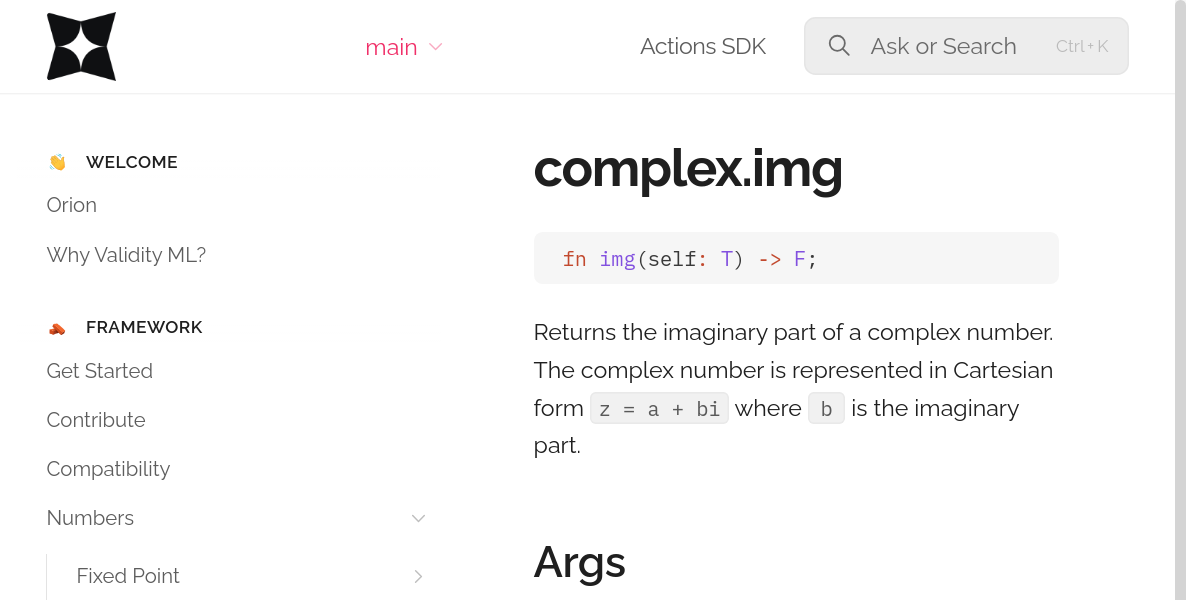 main
Actions SDK
Ask or Search
Ctrl + K
WELCOME
Orion
Why Validity ML?
FRAMEWORK
Get Started
Contribute
Compatibility
Numbers
Fixed Point
complex.img
fn img(self: T) -> F;
Returns the imaginary part of a complex number.
The complex number is represented in Cartesian
form z = a + bi where b is the imaginary
part.
Args